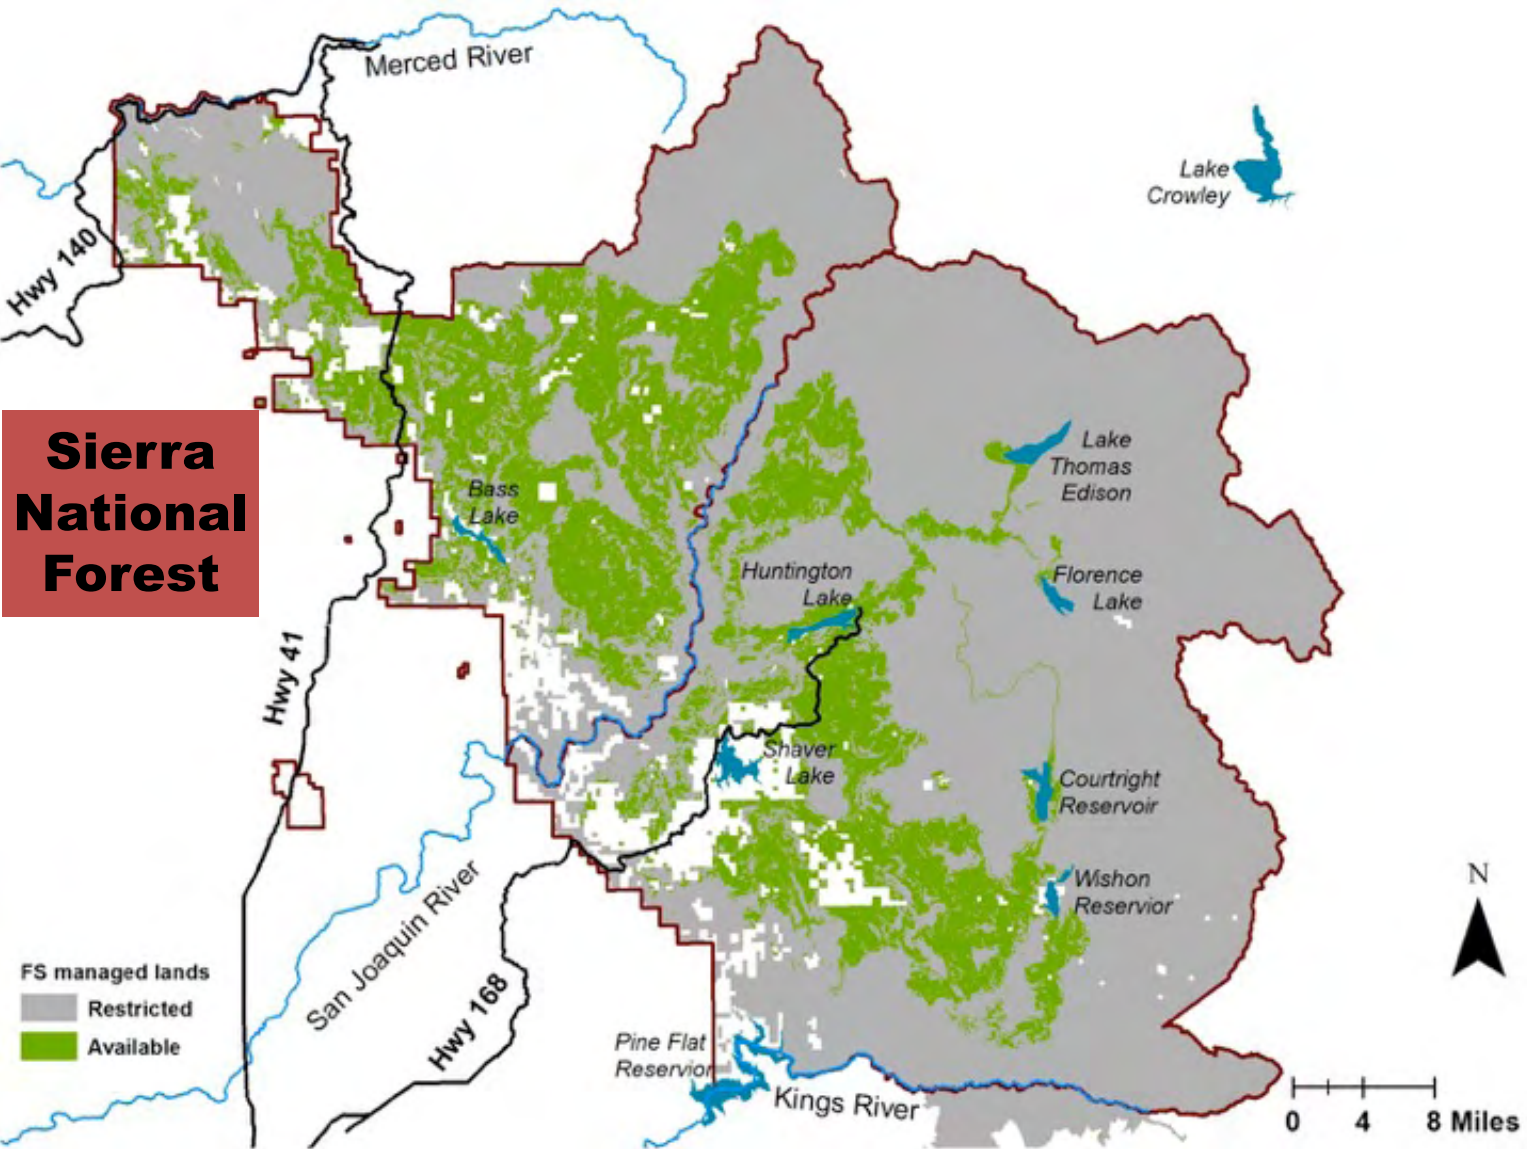 Merced River
Lake
Crowley
Hwy 140
Sierra
National
Forest
Lake
Thomas
Edison
Bass
Lake
Huntington
Lake
Florence
Lake
Hwy 41
Shaver
Lake
Courtright
Reservoir
Wishon
Reservior
San Joaquin River
Hwy 168
N
FS managed lands
Restricted
Available
Pine Flat
Reservior
Kings River
0 4 8 Miles